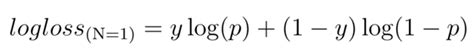 logloss(N=1) = y log(p) + (1 − y) log(1 − p)